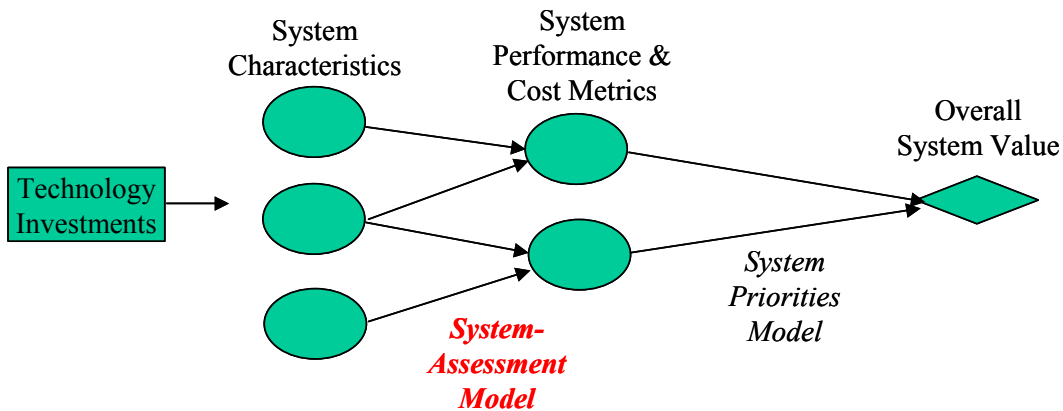 System
Characteristics
System
Performance &
Cost Metrics
Overall
System Value
Technology
Investments
System-
Assessment
Model
System
Priorities
Model